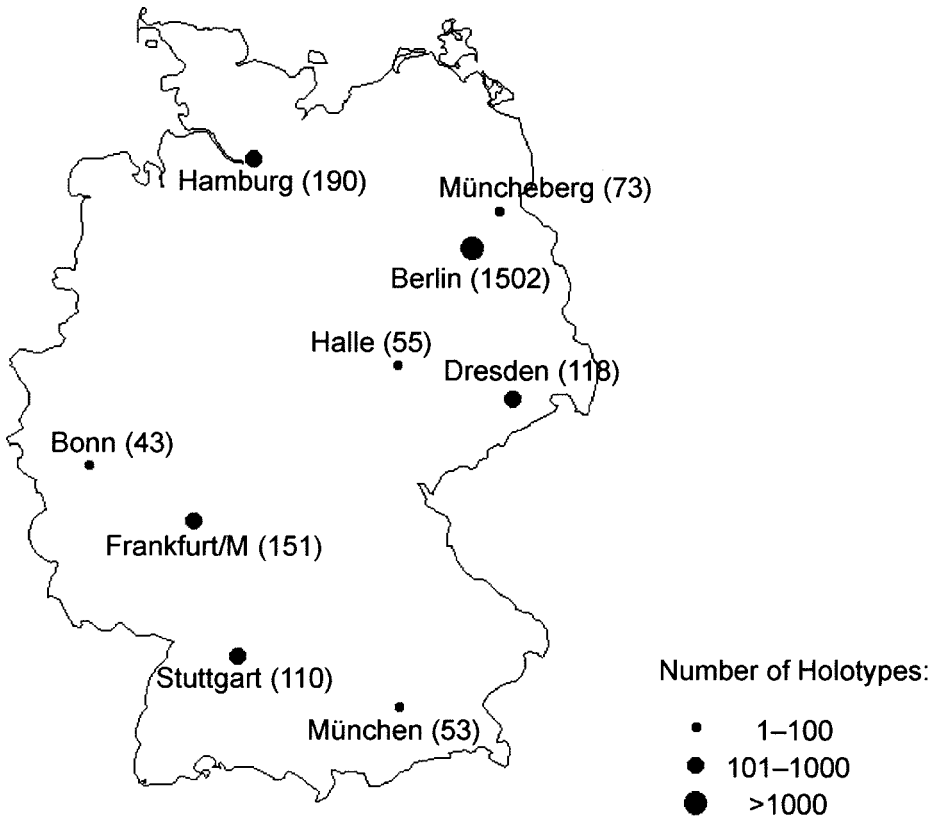 Hamburg (190)
Müncheberg (73)
Berlin (1502)
Halle (55)
Dresden (118)
Bonn (43)
Frankfurt/M (151)
Stuttgart (110)
München (53)
Number of Holotypes:
1–100
101–1000
>1000